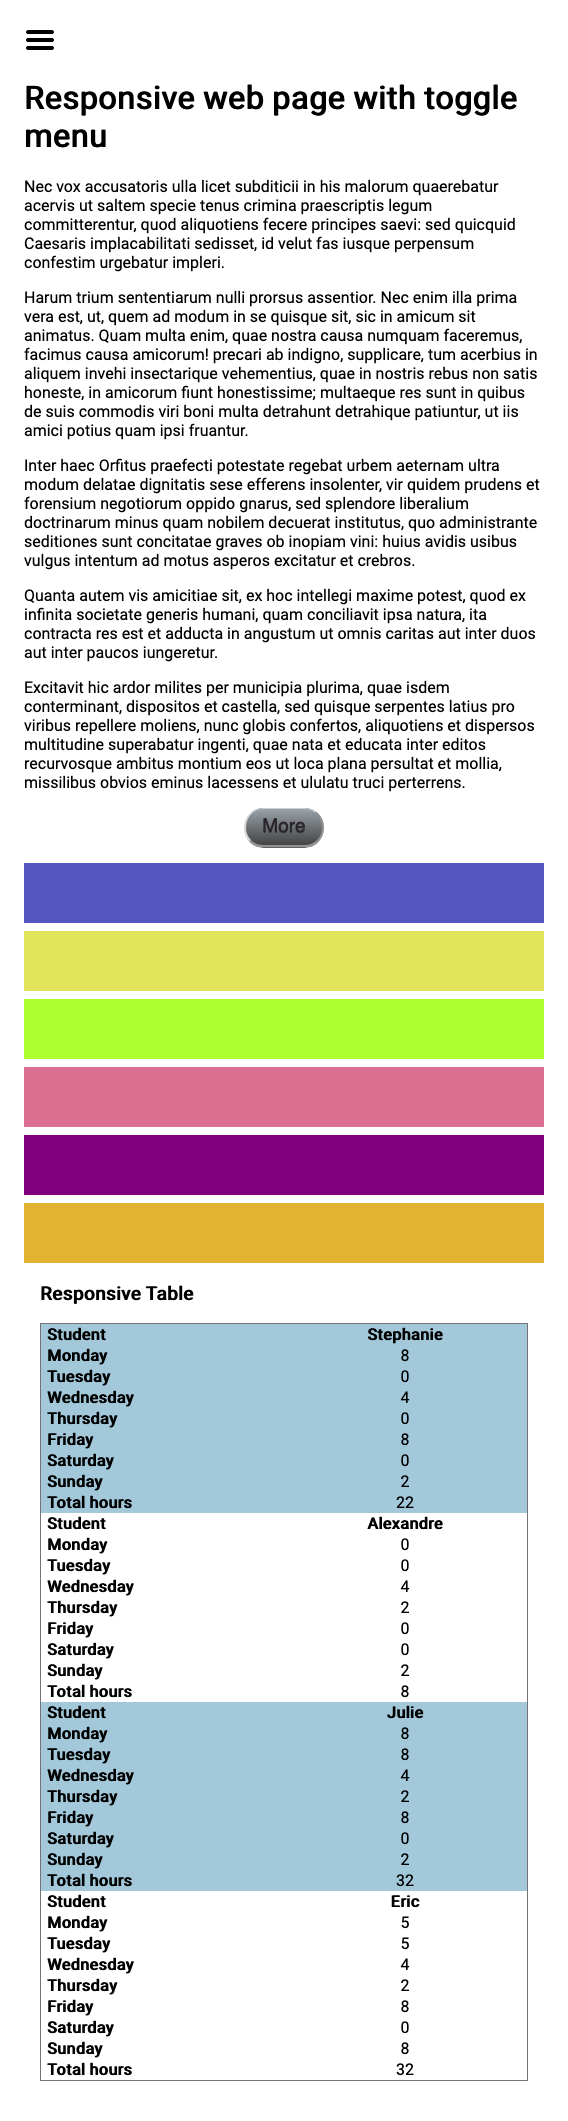 Responsive web page with toggle
menu
Nec vox accusatoris ulla licet subditicii in his malorum quaerebatur
acervis ut saltem specie tenus crimina praescriptis legum
committerentur, quod aliquotiens fecere principes saevi: sed quicquid
Caesaris implacabilitati sedisset, id velut fas iusque perpensum
confestim urgebatur impleri.
Harum trium sententiarum nulli prorsus assentior. Nec enim illa prima
vera est, ut, quem ad modum in se quisque sit, sic in amicum sit
animatus. Quam multa enim, quae nostra causa numquam faceremus,
facimus causa amicorum! precari ab indigno, supplicare, tum acerbius in
aliquem invehi insectarique vehementius, quae in nostris rebus non satis
honeste, in amicorum fiunt honestissime; multaeque res sunt in quibus
de suis commodis viri boni multa detrahunt detrahique patiuntur, ut iis
amici potius quam ipsi fruantur.
Inter haec Orfitus praefecti potestate regebat urbem aeternam ultra
modum delatae dignitatis sese efferens insolenter, vir quidem prudens et
forensium negotiorum oppido gnarus, sed splendore liberalium
doctrinarum minus quam nobilem decuerat institutus, quo administrante
seditiones sunt concitatae graves ob inopiam vini: huius avidis usibus
vulgus intentum ad motus asperos excitatur et crebros.
Quanta autem vis amicitiae sit, ex hoc intellegi maxime potest, quod ex
infinita societate generis humani, quam conciliavit ipsa natura, ita
contracta res est et adducta in angustum ut omnis caritas aut inter duos
aut inter paucos iungeretur.
Excitavit hic ardor milites per municipia plurima, quae isdem
conterminant, dispositos et castella, sed quisque serpentes latius pro
viribus repellere moliens, nunc globis confertos, aliquotiens et dispersos
multitudine superabatur ingenti, quae nata et educata inter editos
recurvosque ambitus montium eos ut loca plana persultat et mollia,
missilibus obvios eminus lacessens et ululatu truci perterrens.
More
Responsive Table
Student Stephanie
Monday 8
Tuesday 0
Wednesday 4
Thursday 0
Friday 8
Saturday 0
Sunday 2
Total hours 22
Student Alexandre
Monday 0
Tuesday 0
Wednesday 4
Thursday 2
Friday 0
Saturday 0
Sunday 2
Total hours 8
Student Julie
Monday 8
Tuesday 8
Wednesday 4
Thursday 2
Friday 8
Saturday 0
Sunday 2
Total hours 32
Student Eric
Monday 5
Tuesday 5
Wednesday 4
Thursday 2
Friday 8
Saturday 0
Sunday 8
Total hours 32